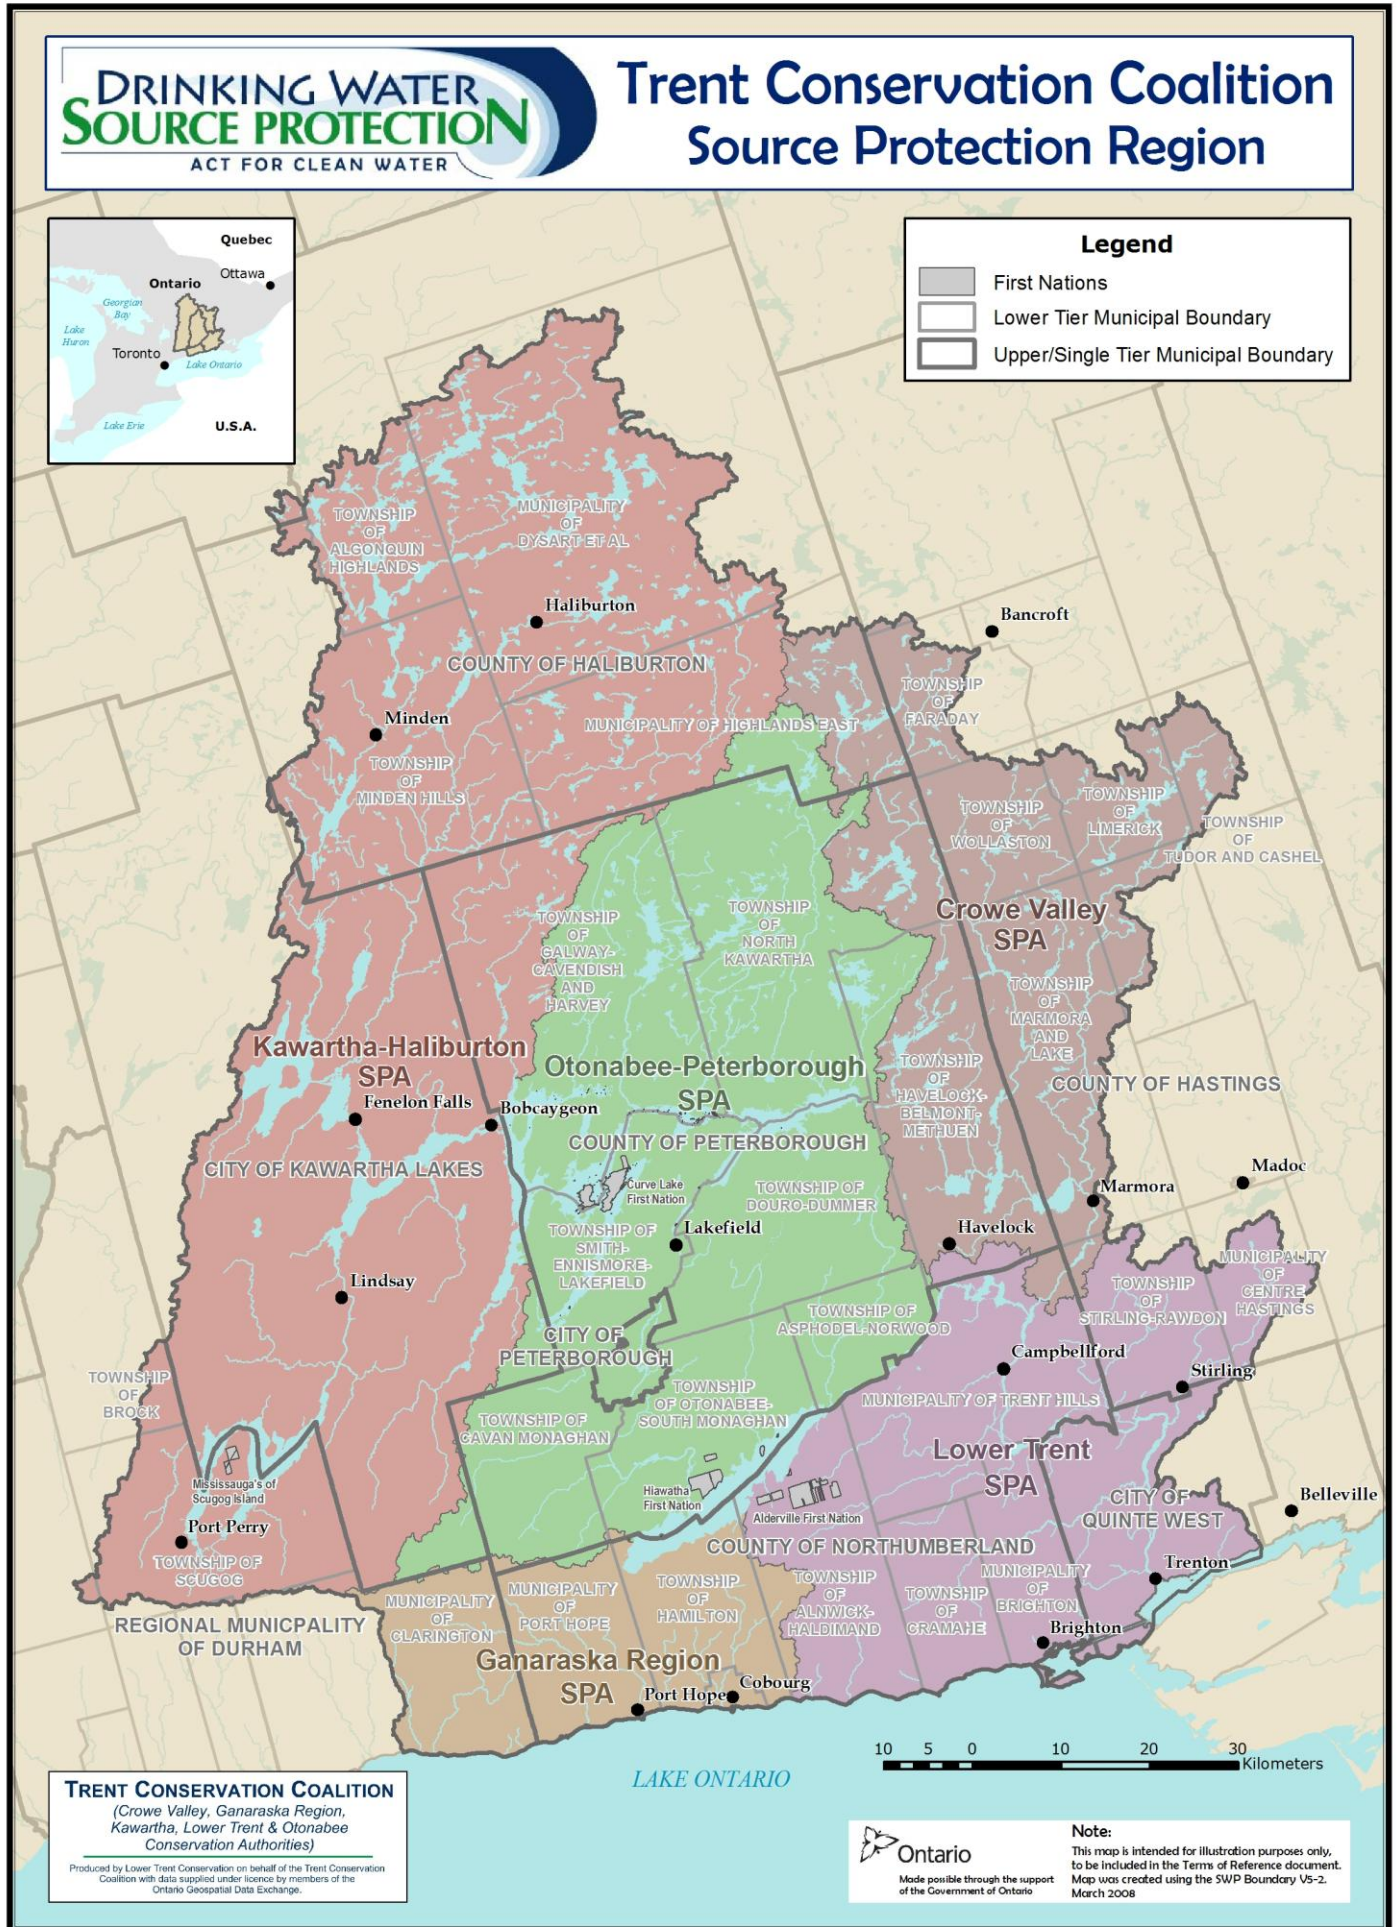 DRINKING WATER
SOURCE PROTECTION
ACT FOR CLEAN WATER
Trent Conservation Coalition
Source Protection Region
Quebec
Ottawa
Ontario
Georgian
Bay
Lake
Huron
Toronto
Lake Ontario
Lake Erie
U.S.A.
Legend
First Nations
Lower Tier Municipal Boundary
Upper/Single Tier Municipal Boundary
TOWNSHIP
OF
ALGONQUIN
HIGHLANDS
MUNICIPALITY
OF
DYSART ET AL
Haliburton
Bancroft
COUNTY OF HALIBURTON
TOWNSHIP
OF
FARADAY
Minden
MUNICIPALITY OF HIGHLANDS EAST
TOWNSHIP
OF
MINDEN HILLS
TOWNSHIP
OF
WOLLASTON
TOWNSHIP
OF
LIMERICK
TOWNSHIP
OF
TUDOR AND CASHEL
TOWNSHIP
OF
GALWAY-
CAVENDISH
AND
HARVEY
TOWNSHIP
OF
NORTH
KAWARTHA
Crowe Valley
SPA
TOWNSHIP
OF
MARMORA
AND
LAKE
Kawartha-Haliburton
SPA
Otonabee-Peterborough
SPA
TOWNSHIP
OF
HAVELOCK-
BELMONT-
METHUEN
COUNTY OF HASTINGS
Fenelon Falls
Bobcaygeon
COUNTY OF PETERBOROUGH
CITY OF KAWARTHA LAKES
Curve Lake
First Nation
TOWNSHIP OF
DOURO-DUMMER
Madoc
Marmora
TOWNSHIP OF
SMITH-
ENNISMORE-
LAKEFIELD
Lakefield
Havelock
MUNICIPALITY
OF
CENTRE
HASTINGS
Lindsay
TOWNSHIP
OF
STIRLING-RAWDON
TOWNSHIP OF
ASPHODEL-NORWOOD
CITY OF
PETERBOROUGH
Campbellford
Stirling
TOWNSHIP
OF
BROCK
TOWNSHIP
OF OTONABEE-
SOUTH MONAGHAN
MUNICIPALITY OF TRENT HILLS
TOWNSHIP OF
CAVAN MONAGHAN
Lower Trent
SPA
Mississauga's of
Scugog Island
Hiawatha
First Nation
Alderville First Nation
CITY OF
QUINTE WEST
Belleville
Port Perry
TOWNSHIP OF
SCUGOG
COUNTY OF NORTHUMBERLAND
Trenton
REGIONAL MUNICPALITY
OF DURHAM
MUNICIPALITY
OF
CLARINGTON
MUNICIPALITY
OF
PORT HOPE
TOWNSHIP
OF
HAMILTON
TOWNSHIP
OF
ALNWICK-
HALDIMAND
TOWNSHIP
OF
CRAMAHE
MUNICIPALITY
OF
BRIGHTON
Brighton
Ganaraska Region
SPA
Port Hope
Cobourg
10 5 0 10 20 30
Kilometers
LAKE ONTARIO
TRENT CONSERVATION COALITION
(Crowe Valley, Ganaraska Region,
Kawartha, Lower Trent & Otonabee
Conservation Authorities)
Produced by Lower Trent Conservation on behalf of the Trent Conservation
Coalition with data supplied under licence by members of the
Ontario Geospatial Data Exchange.
Ontario
Made possible through the support
of the Government of Ontario
Note:
This map is intended for illustration purposes only,
to be included in the Terms of Reference document.
Map was created using the SWP Boundary V5-2.
March 2008